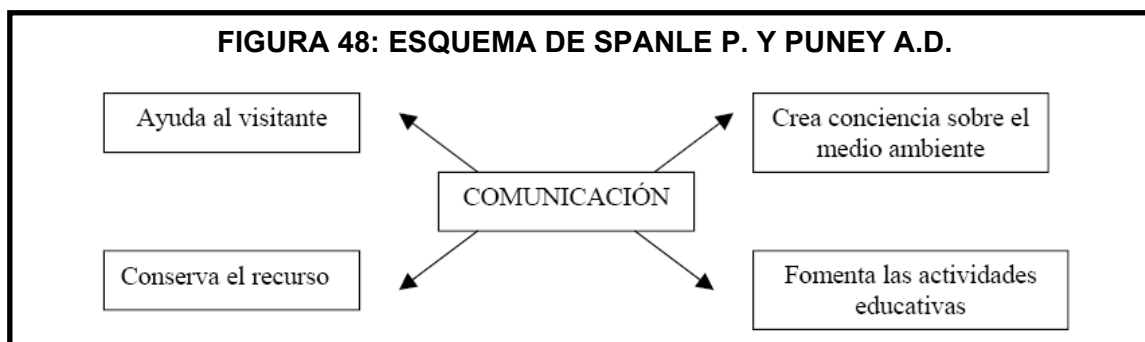 FIGURA 48: ESQUEMA DE SPANLE P. Y PUNEY A.D.
Ayuda al visitante
Crea conciencia sobre el
medio ambiente
COMUNICACIÓN
Conserva el recurso
Fomenta las actividades
educativas